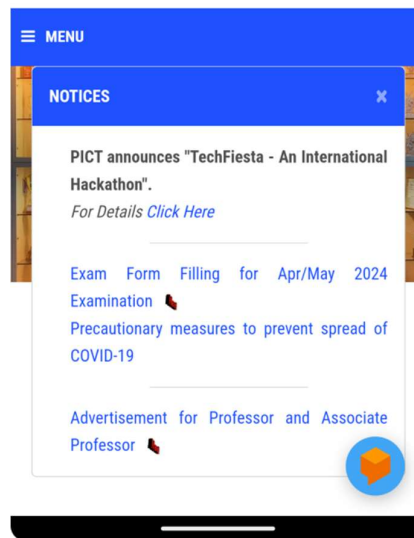 MENU
NOTICES
PICT announces "TechFiesta - An International
Hackathon".
For Details Click Here
Exam Form Filling for Apr/May 2024
Examination
Precautionary measures to prevent spread of
COVID-19
Advertisement for Professor and Associate
Professor